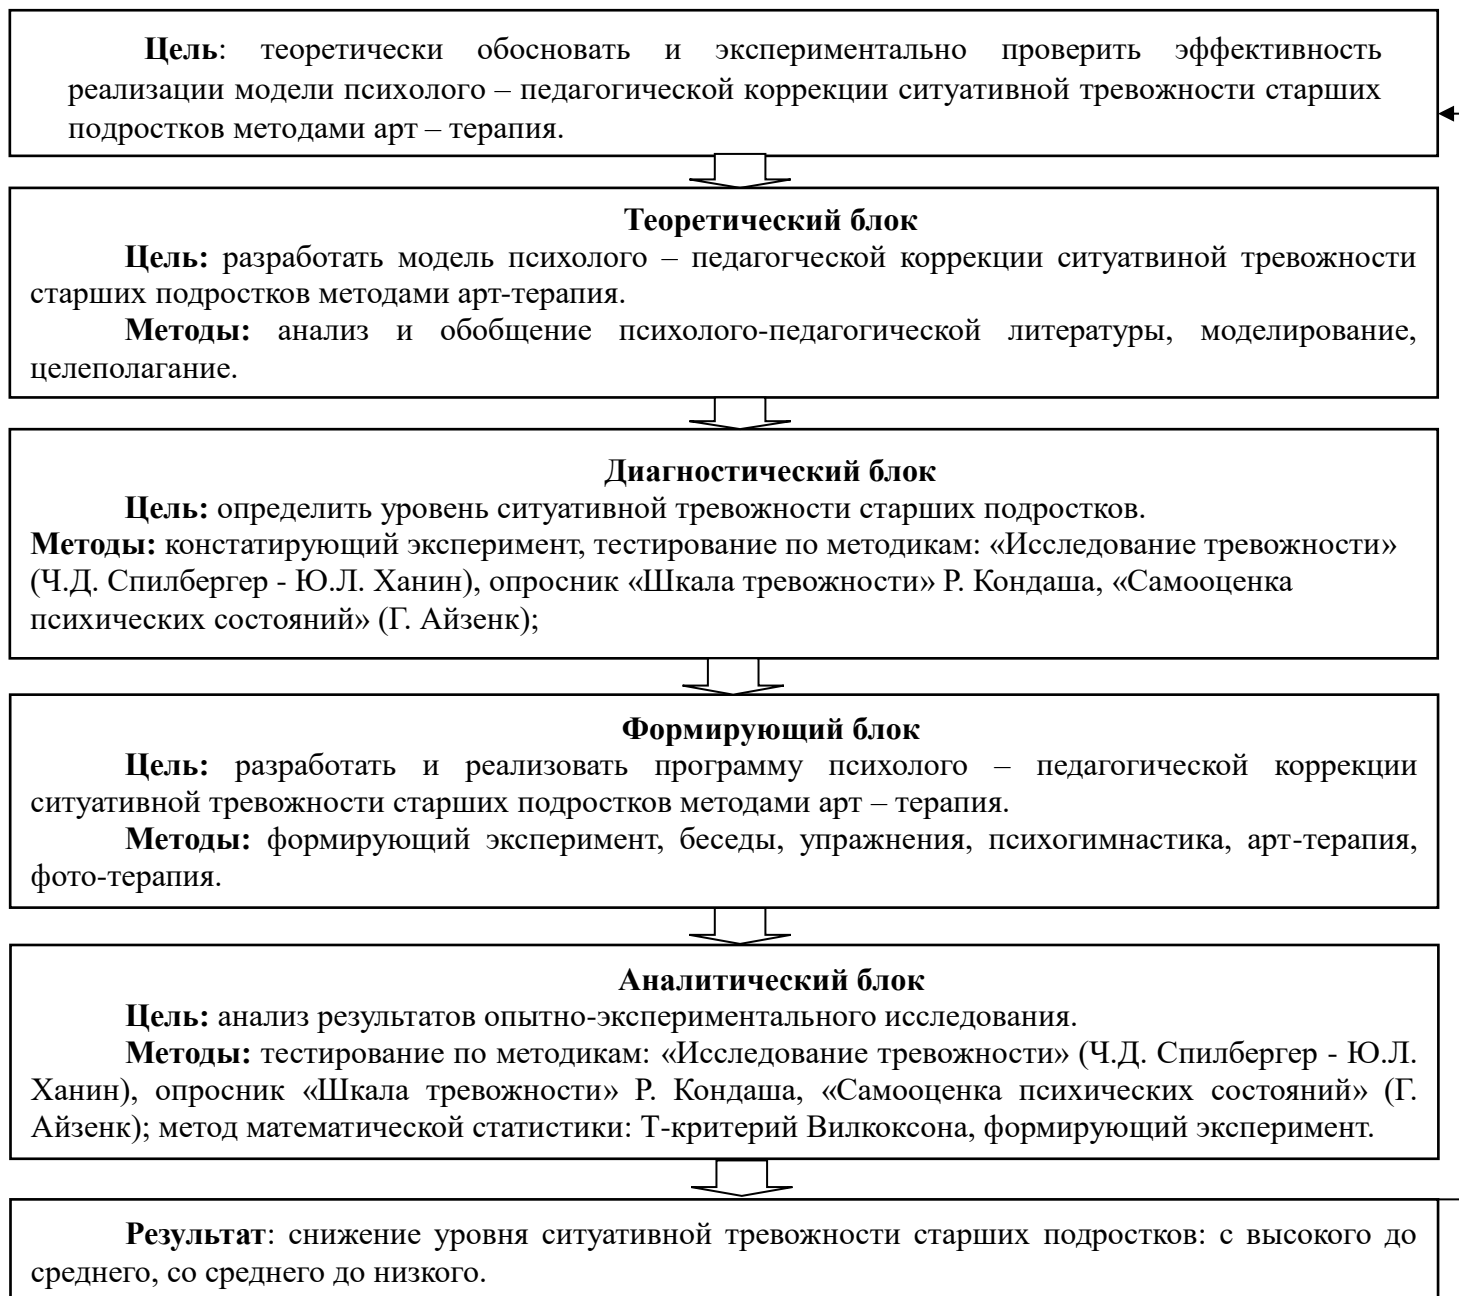 Цель: теоретически обосновать и экспериментально проверить эффективность
реализации модели психолого – педагогической коррекции ситуативной тревожности старших
подростков методами арт – терапия.
Теоретический блок
Цель: разработать модель психолого – педагогчecкой коррекции ситуатвиной тревожности
старших подростков методами арт-терапия.
Методы: анализ и обобщение психолого-педагогической литературы, моделирование,
целеполагание.
Диагностический блок
Цель: определить уровень ситуативной тревожности старших подростков.
Методы: констатирующий эксперимент, тестирование по методикам: «Исследование тревожности»
(Ч.Д. Спилбергер - Ю.Л. Ханин), опросник «Шкала тревожности» Р. Кондаша, «Самооценка
психических состояний» (Г. Айзенк);
Формирующий блок
Цель: разработать и реализовать программу психолого – педагогической коррекции
ситуативной тревожности старших подростков методами арт – терапия.
Методы: формирующий эксперимент, беседы, упражнения, психогимнастика, арт-терапия,
фото-терапия.
Аналитический блок
Цель: анализ результатов опытно-экспериментального исследования.
Методы: тестирование по методикам: «Исследование тревожности» (Ч.Д. Спилбергер - Ю.Л.
Ханин), опросник «Шкала тревожности» Р. Кондаша, «Самооценка психических состояний» (Г.
Айзенк); метод математической статистики: Т-критерий Вилкоксона, формирующий эксперимент.
Результат: снижение уровня ситуативной тревожности старших подростков: с высокого до
среднего, со среднего до низкого.